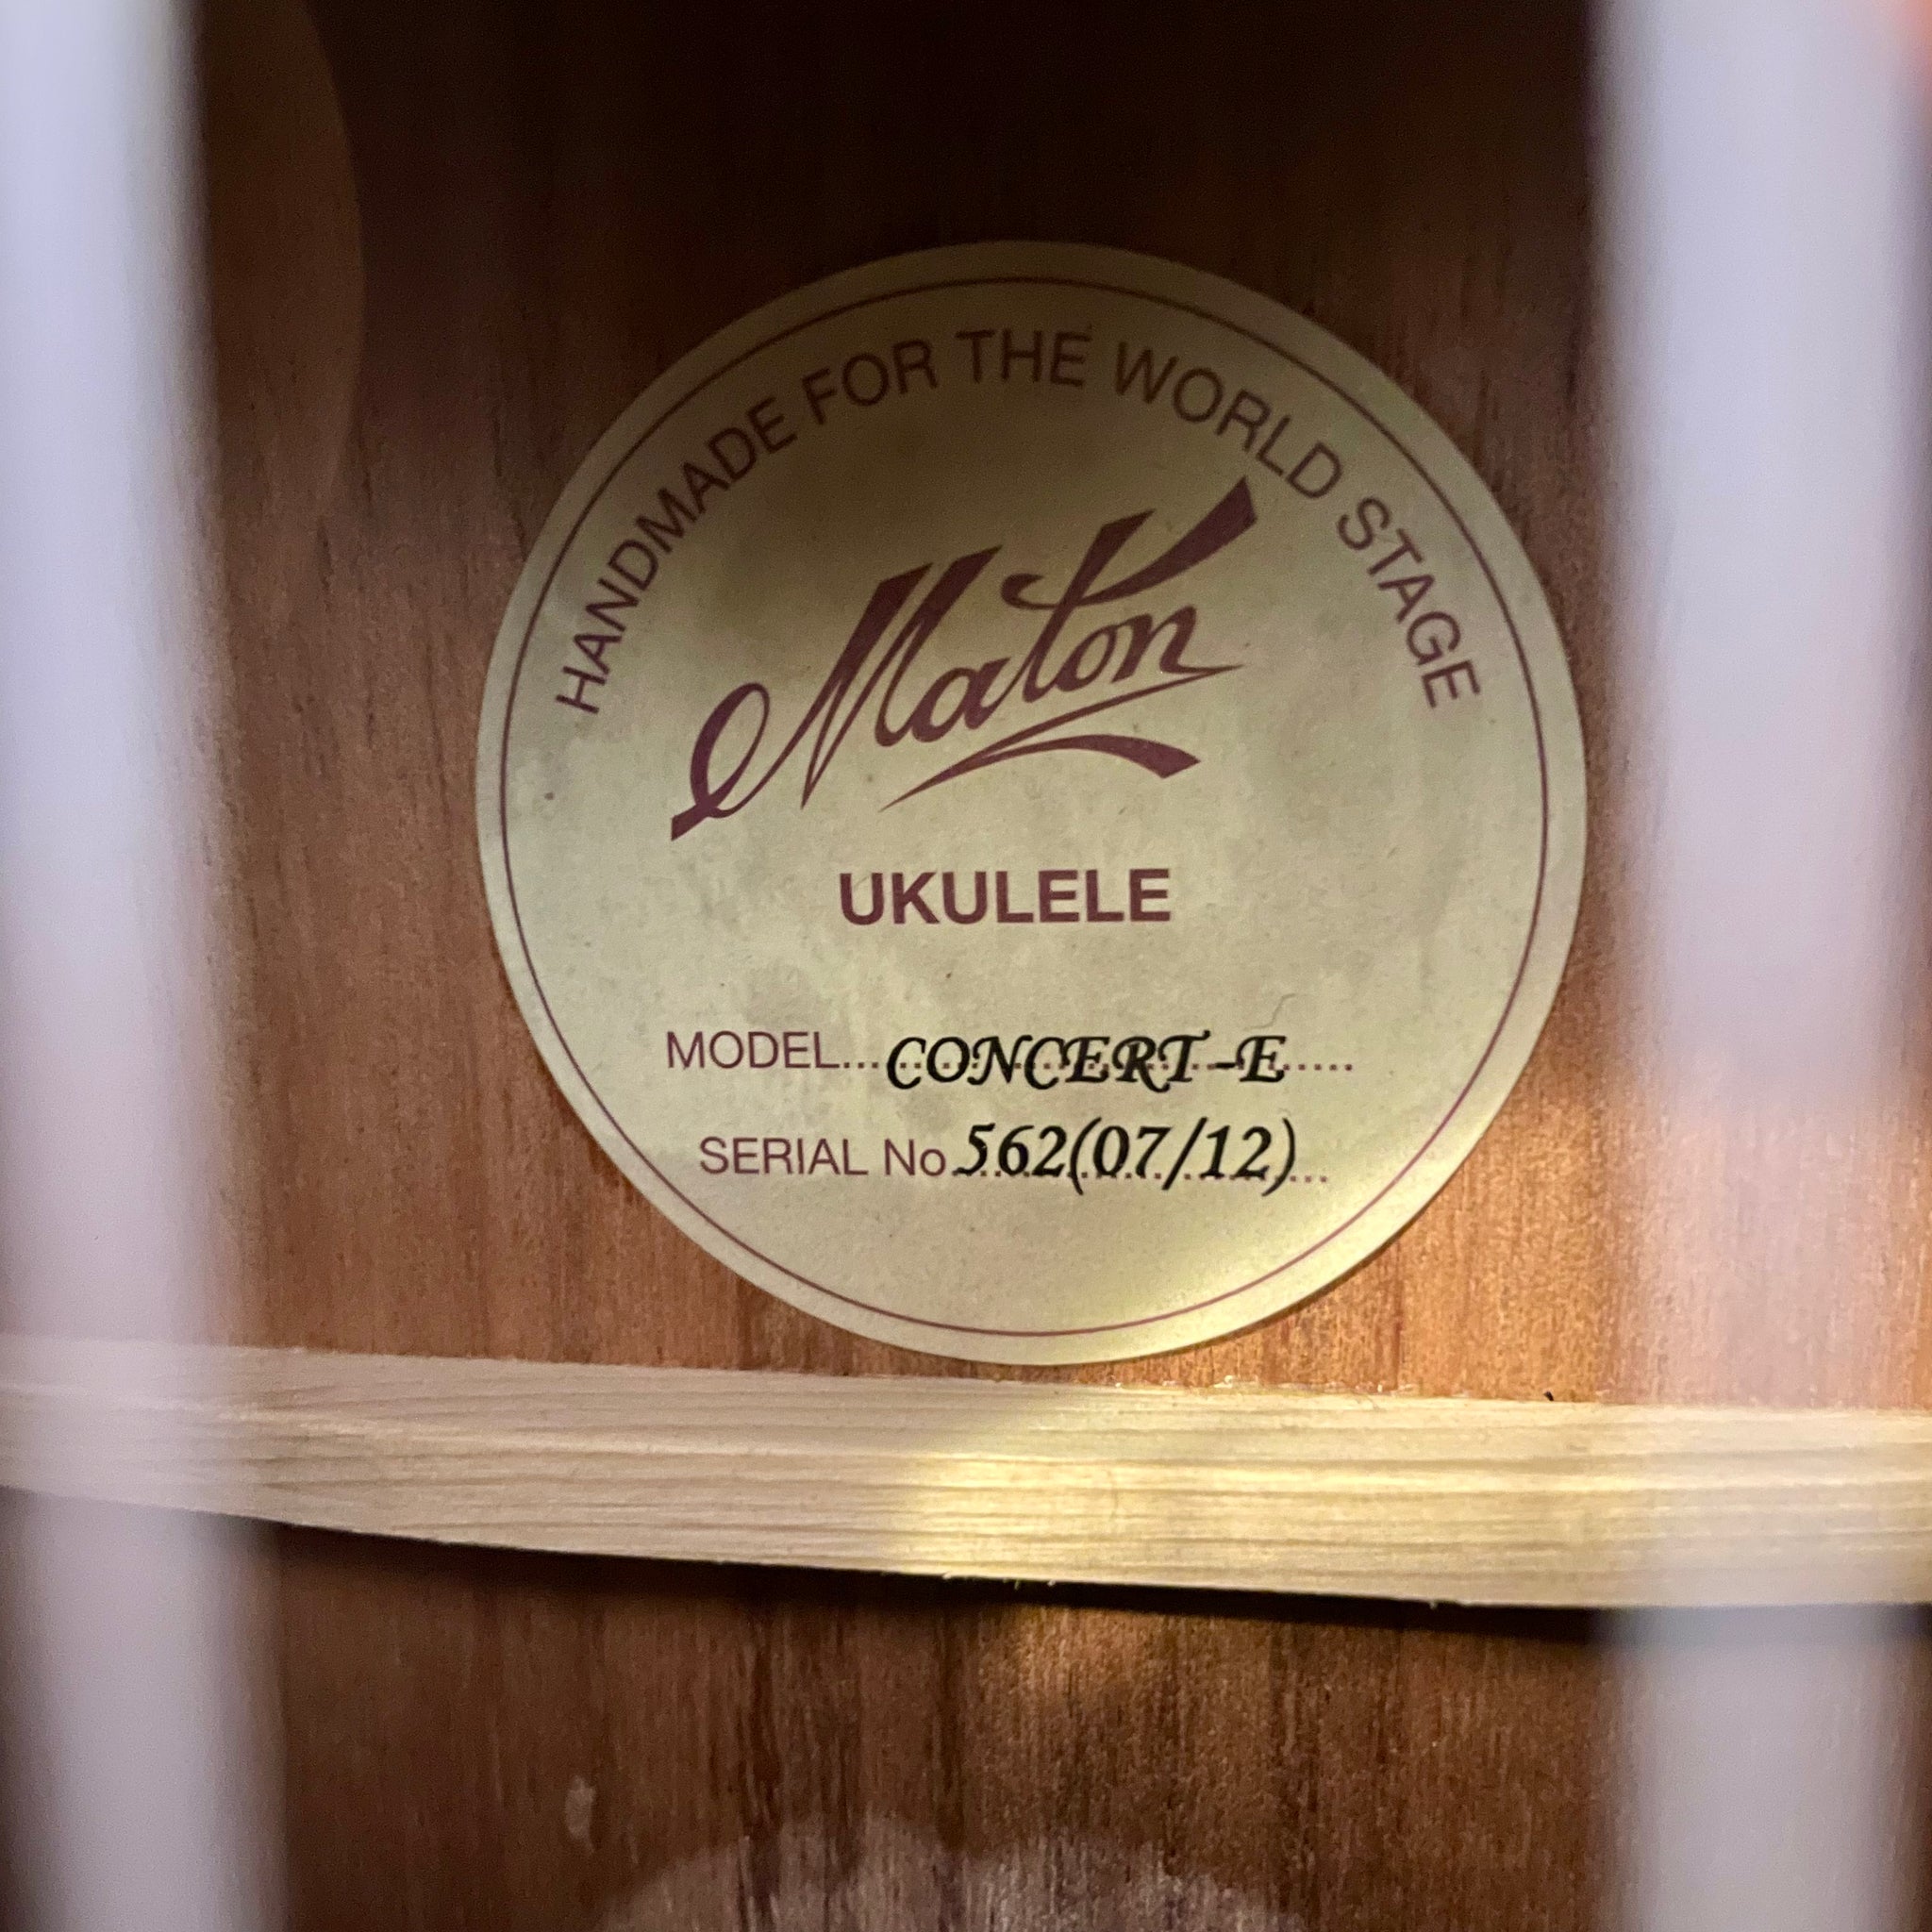 HANDMADE FOR THE WORLD STAGE
Maton
UKULELE
MODEL...CONCERT-E.....
SERIAL No.562(07/12)...